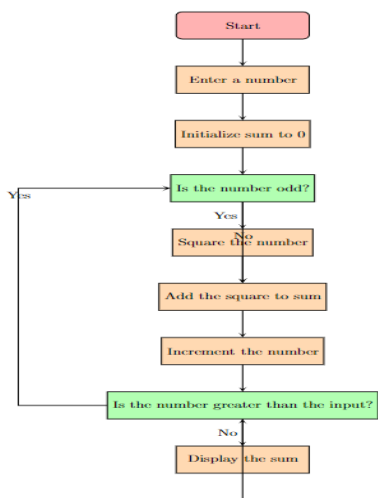 Start
Enter a number
Initialize sum to 0
Is the number odd?
Yes
Yes
No
Square the number
Add the square to sum
Increment the number
Is the number greater than the input?
No
Display the sum